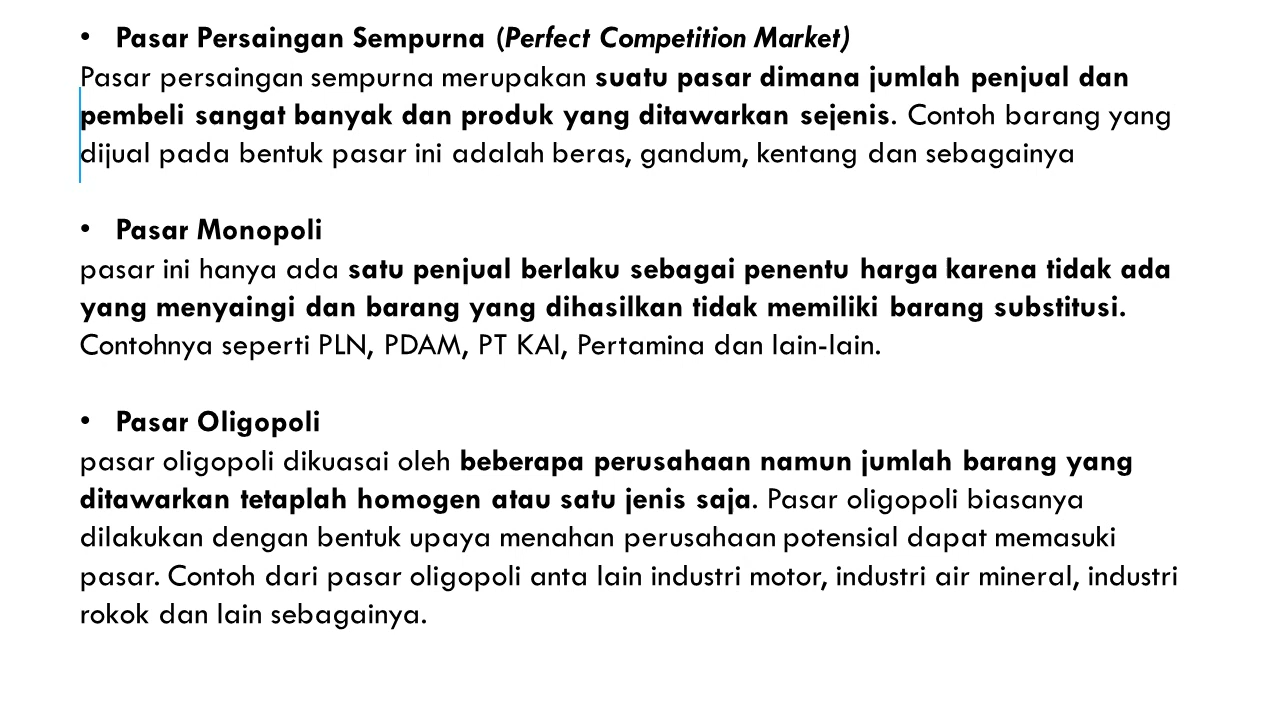 • Pasar Persaingan Sempurna (Perfect Competition Market)
Pasar persaingan sempurna merupakan suatu pasar dimana jumlah penjual dan
pembeli sangat banyak dan produk yang ditawarkan sejenis. Contoh barang yang
dijual pada bentuk pasar ini adalah beras, gandum, kentang dan sebagainya
• Pasar Monopoli
pasar ini hanya ada satu penjual berlaku sebagai penentu harga karena tidak ada
yang menyaingi dan barang yang dihasilkan tidak memiliki barang substitusi.
Contohnya seperti PLN, PDAM, PT KAI, Pertamina dan lain-lain.
• Pasar Oligopoli
pasar oligopoli dikuasai oleh beberapa perusahaan namun jumlah barang yang
ditawarkan tetaplah homogen atau satu jenis saja. Pasar oligopoli biasanya
dilakukan dengan bentuk upaya menahan perusahaan potensial dapat memasuki
pasar. Contoh dari pasar oligopoli anta lain industri motor, industri air mineral, industri
rokok dan lain sebagainya.